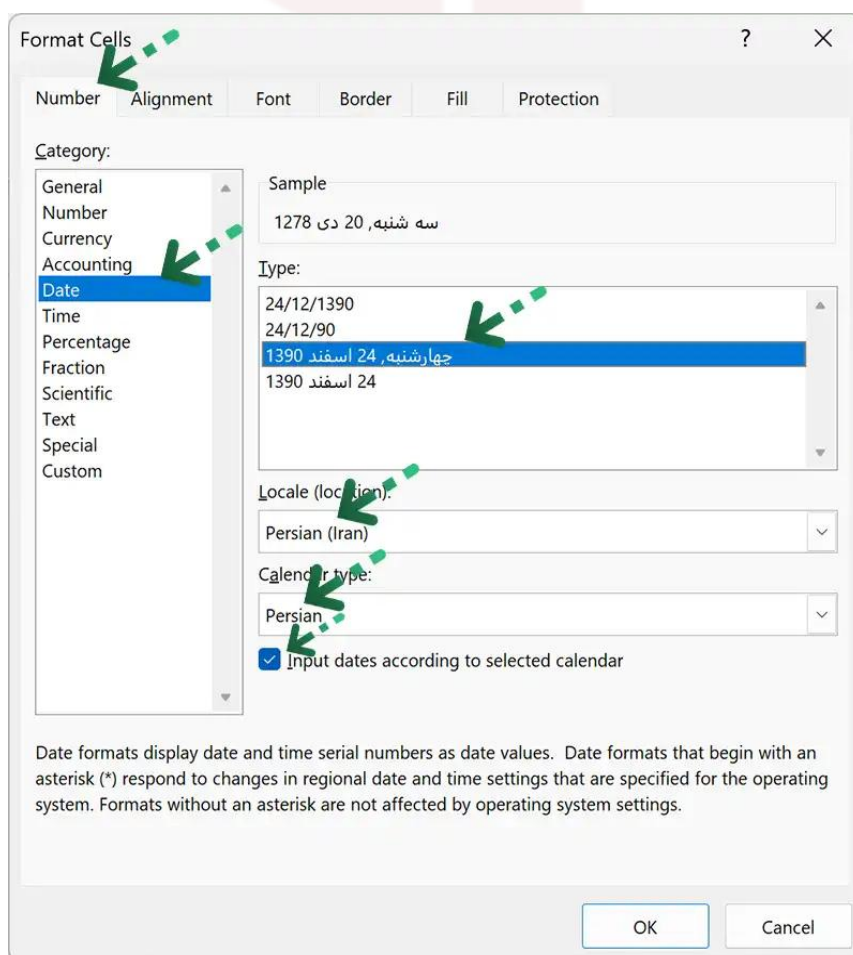 Format Cells ?
Number Alignment Font Border Fill Protection
Category:
General
Number
Currency
Accounting
Date
Time
Percentage
Fraction
Scientific
Text
Special
Custom
Sample
سه شنبه, 20 دی 1278
Type:
24/12/1390
24/12/90
چهارشنبه, 24 اسفند 1390
24 اسفند 1390
Locale (location):
Persian (Iran)
Calendar type:
Persian
Input dates according to selected calendar
Date formats display date and time serial numbers as date values. Date formats that begin with an
asterisk (*) respond to changes in regional date and time settings that are specified for the operating
system. Formats without an asterisk are not affected by operating system settings.
OK Cancel